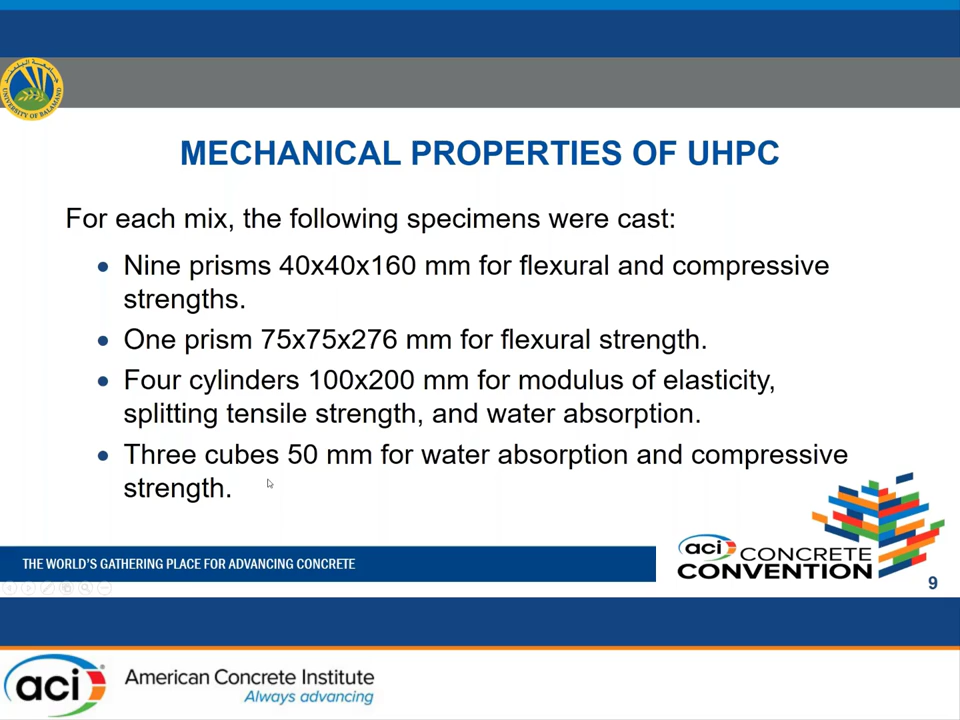 UNIVERSITY OF BALAMAND
MECHANICAL PROPERTIES OF UHPC
For each mix, the following specimens were cast:
• Nine prisms 40x40x160 mm for flexural and compressive
strengths.
• One prism 75x75x276 mm for flexural strength.
• Four cylinders 100x200 mm for modulus of elasticity,
splitting tensile strength, and water absorption.
• Three cubes 50 mm for water absorption and compressive
strength.
THE WORLD'S GATHERING PLACE FOR ADVANCING CONCRETE
aci CONCRETE
CONVENTION
9
aci
American Concrete Institute
Always advancing